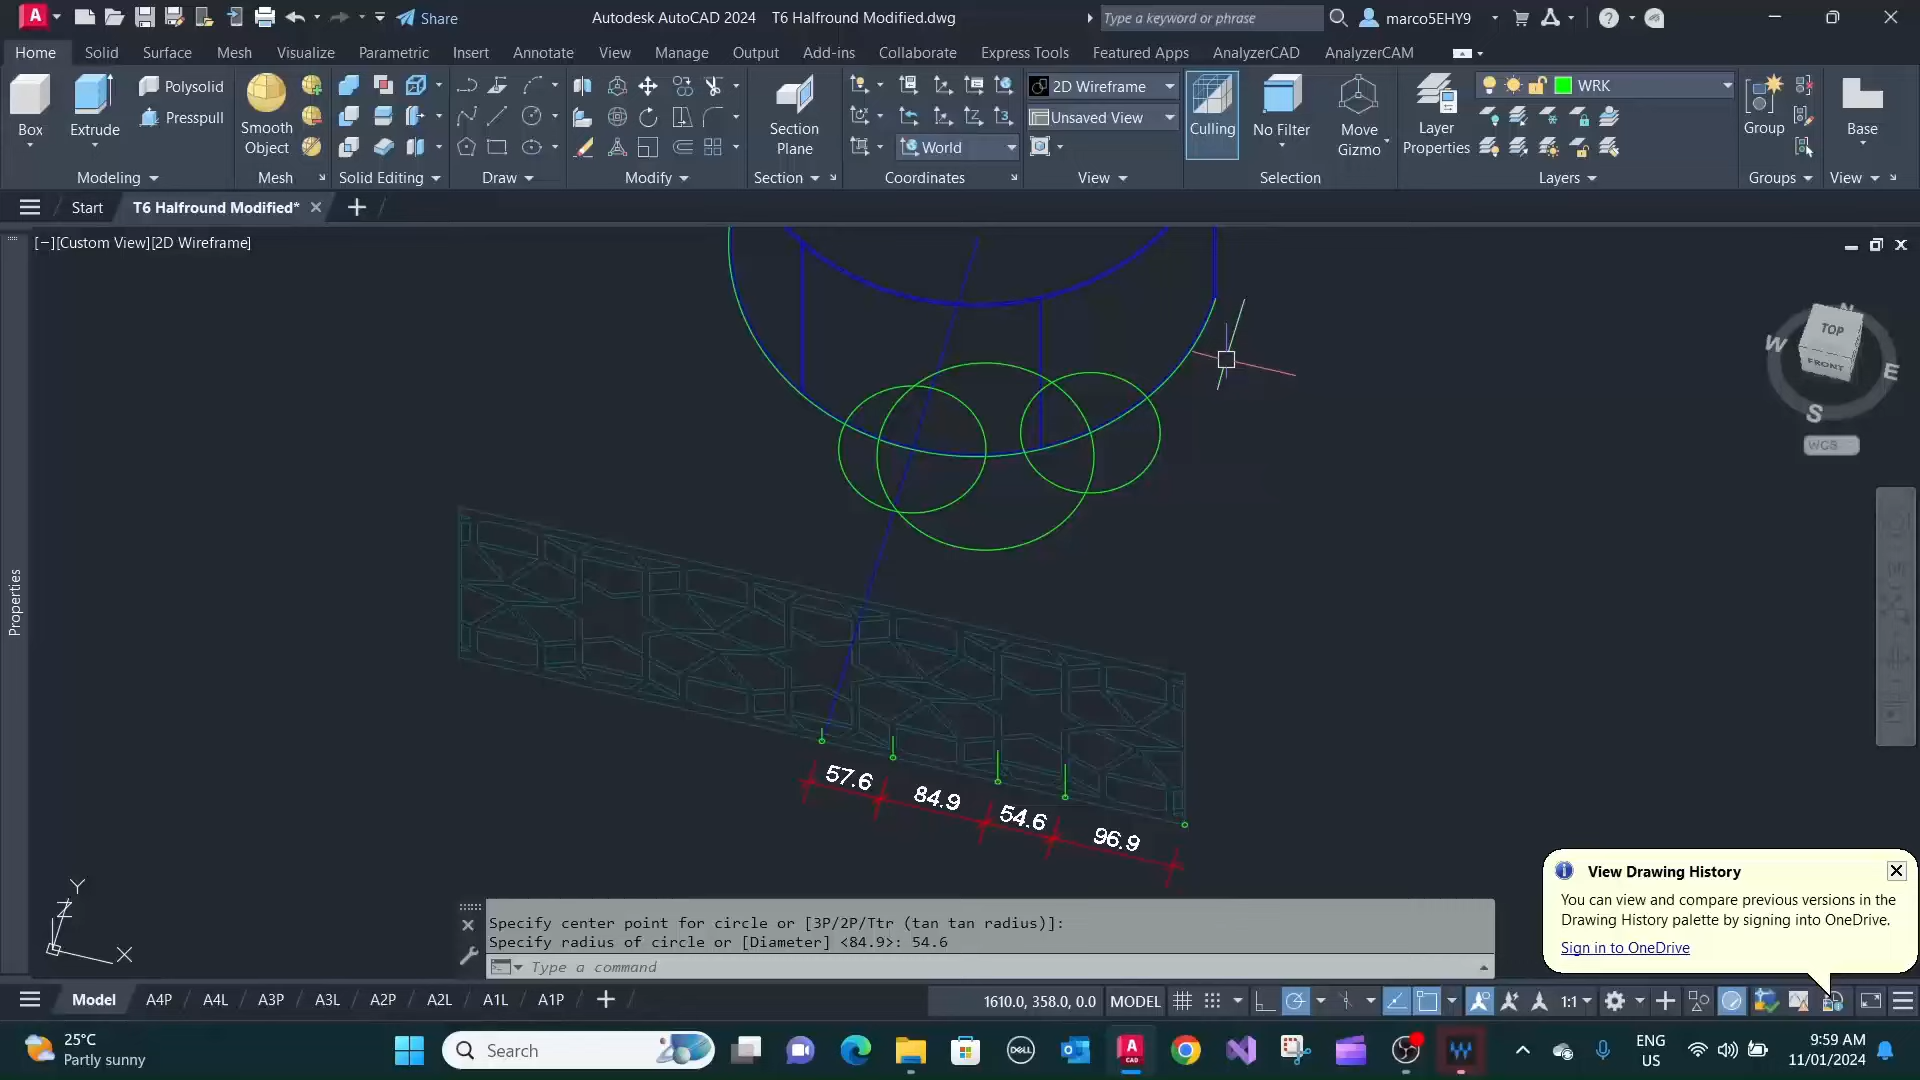 Share
Autodesk AutoCAD 2024 T6 Halfround Modified.dwg
Type a keyword or phrase
marco5EHY9
Home Solid Surface Mesh Visualize Parametric Insert Annotate View Manage Output Add-ins Collaborate Express Tools Featured Apps AnalyzerCAD AnalyzerCAM
Box
Extrude
Polysolid
Presspull
Smooth
Object
Section
Plane
World
2D Wireframe
Unsaved View
Culling
No Filter
Move
Gizmo
Layer
Properties
WRK
Group
Base
Modeling Mesh Solid Editing Draw Modify Section Coordinates View Selection Layers Groups View
Start T6 Halfround Modified*
[−][Custom View][2D Wireframe]
N
W
TOP
FRONT
E
S
WCS
Properties
57.6
84.9
54.6
96.9
Y
Z
X
Specify center point for circle or [3P/2P/Ttr (tan tan radius)]:
Specify radius of circle or [Diameter] <84.9>: 54.6
Type a command
View Drawing History
You can view and compare previous versions in the
Drawing History palette by signing into OneDrive.
Sign in to OneDrive
Model A4P A4L A3P A3L A2P A2L A1L A1P
1610.0, 358.0, 0.0 MODEL
1:1
25°C
Partly sunny
Search
DELL
A
CAD
ENG
US
9:59 AM
11/01/2024